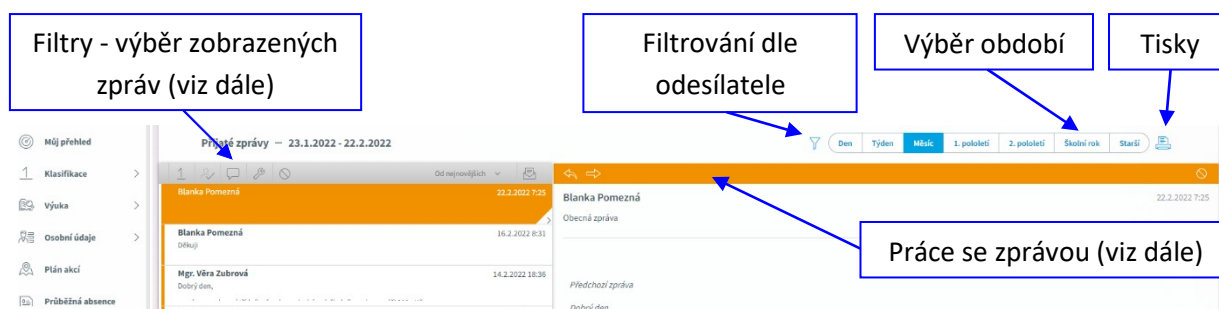 Filtry - výběr zobrazených
zpráv (viz dále)
Filtrování dle
odesílatele
Výběr období
Tisky
Můj přehled
Přijaté zprávy – 23.1.2022 - 22.2.2022
Den
Týden
Měsíc
1. pololetí
2. pololetí
Školní rok
Starší
1 Klasifikace
1
Od nejnovějších
Výuka
Blanka Pomezná 22.2.2022 7:25
Blanka Pomezná 22.2.2022 7:25
Obecná zpráva
Osobní údaje
Blanka Pomezná 16.2.2022 8:31
Děkuji
Práce se zprávou (viz dále)
Plán akcí
Mgr. Věra Zubrová 14.2.2022 18:36
Dobrý den,
Předchozí zpráva
Průběžná absence
Dobrý den